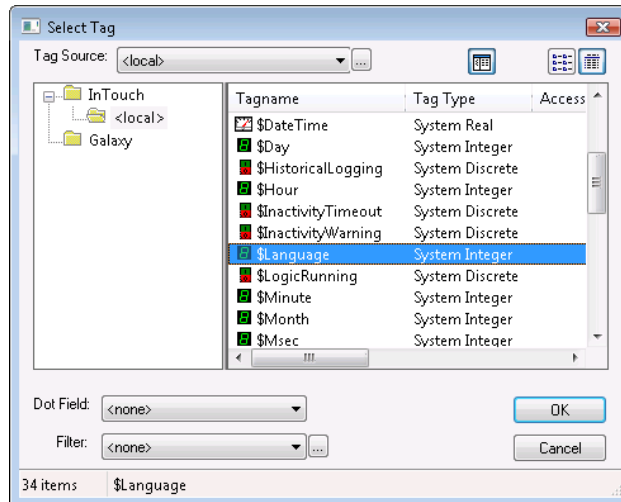 Select Tag
Tag Source: <local> ...
InTouch
<local>
Galaxy
Tagname Tag Type Access
$DateTime System Real
$Day System Integer
$HistoricalLogging System Discrete
$Hour System Integer
$InactivityTimeout System Discrete
$InactivityWarning System Discrete
$Language System Integer
$LogicRunning System Discrete
$Minute System Integer
$Month System Integer
$Msec System Integer
Dot Field: <none> OK
Filter: <none> ... Cancel
34 items $Language